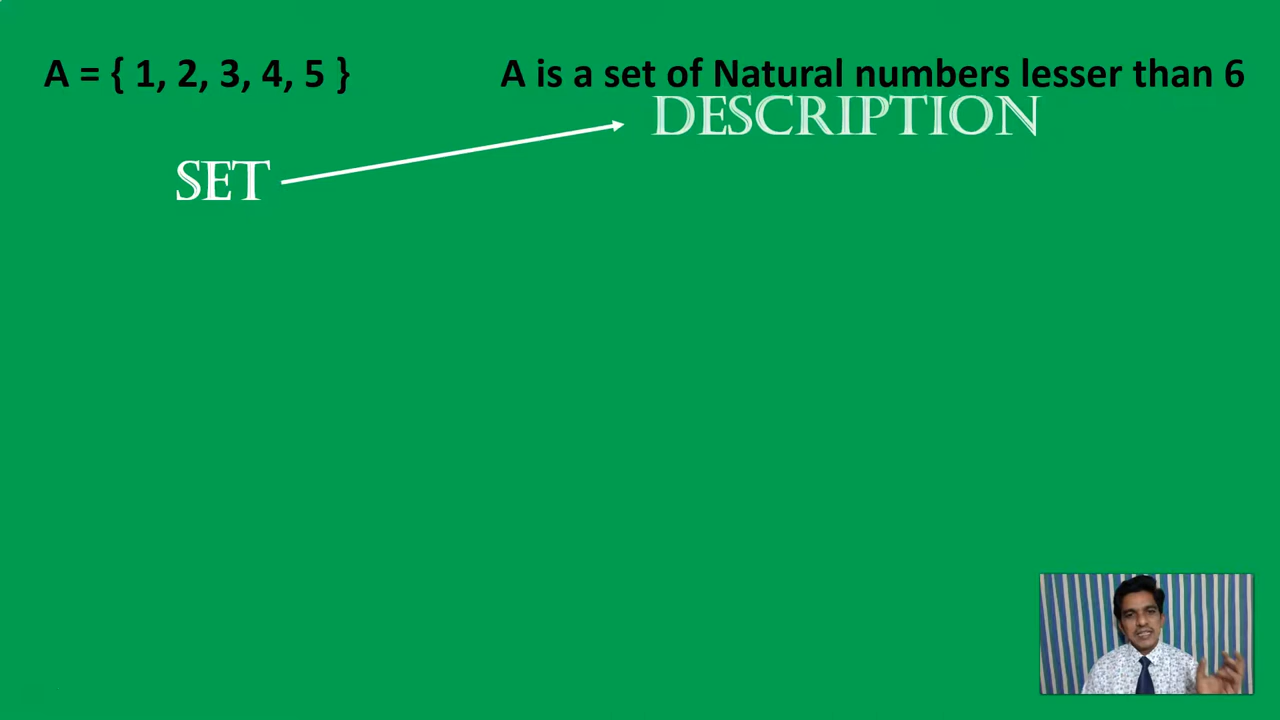 A = { 1, 2, 3, 4, 5 }
A is a set of Natural numbers lesser than 6
DESCRIPTION
SET